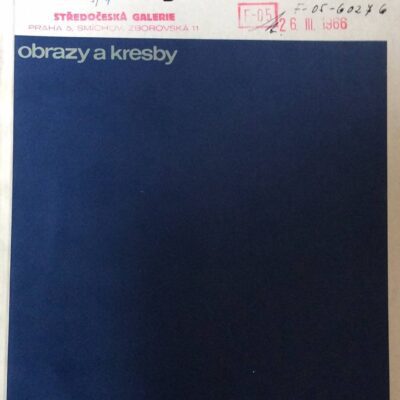 STŘEDOČESKÁ GALERIE
PRAHA 5, SMÍCHOV, ZBOROVSKÁ 11
F-05
26. III. 1966
F-05-60276
obrazy a kresby